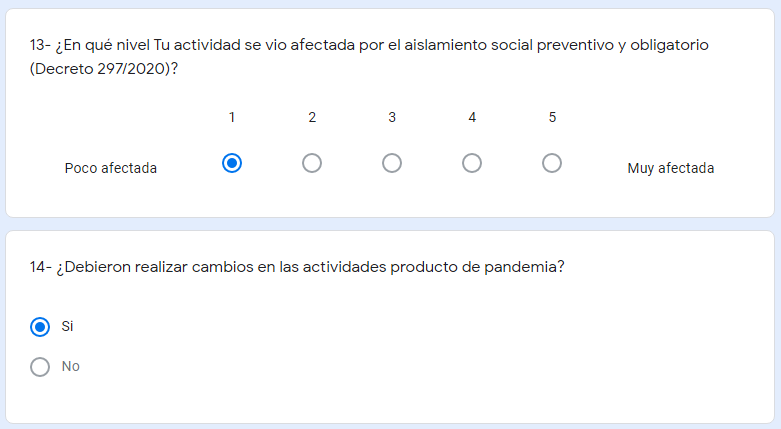 13- ¿En qué nivel Tu actividad se vio afectada por el aislamiento social preventivo y obligatorio
(Decreto 297/2020)?
1 2 3 4 5
Poco afectada Muy afectada
14- ¿Debieron realizar cambios en las actividades producto de pandemia?
Si
No